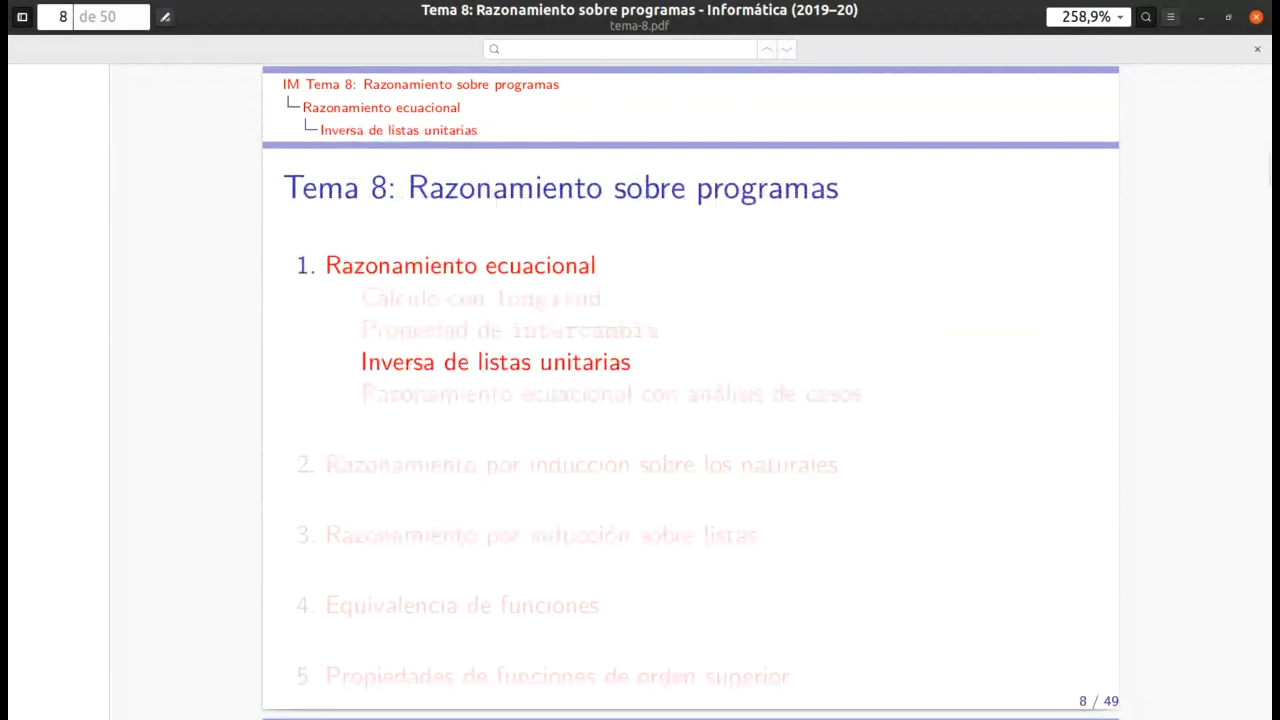 Tema 8: Razonamiento sobre programas - Informática (2019–20)
tema-8.pdf
8 de 50
258,9%
IM Tema 8: Razonamiento sobre programas
Razonamiento ecuacional
Inversa de listas unitarias
Tema 8: Razonamiento sobre programas
1. Razonamiento ecuacional
Cálculo con longitud
Propiedad de intercambia
Inversa de listas unitarias
Razonamiento ecuacional con análisis de casos
2. Razonamiento por inducción sobre los naturales
3. Razonamiento por inducción sobre listas
4. Equivalencia de funciones
5 Propiedades de funciones de orden superior
8 / 49